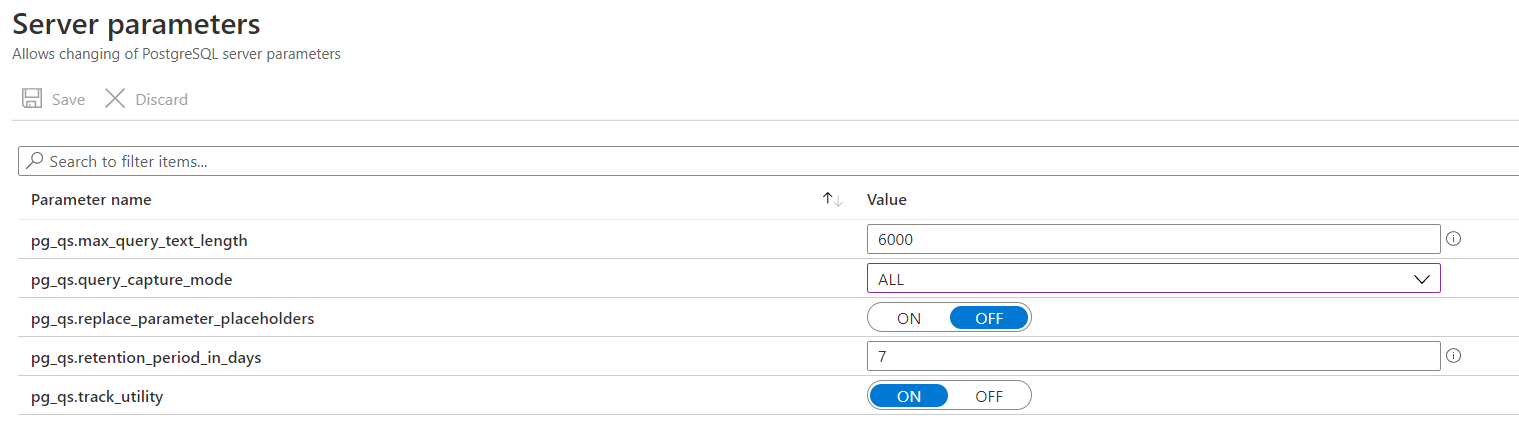 Server parameters
Allows changing of PostgreSQL server parameters
Save Discard
Search to filter items...
Parameter name Value
pg_qs.max_query_text_length 6000
pg_qs.query_capture_mode ALL
pg_qs.replace_parameter_placeholders ON OFF
pg_qs.retention_period_in_days 7
pg_qs.track_utility ON OFF